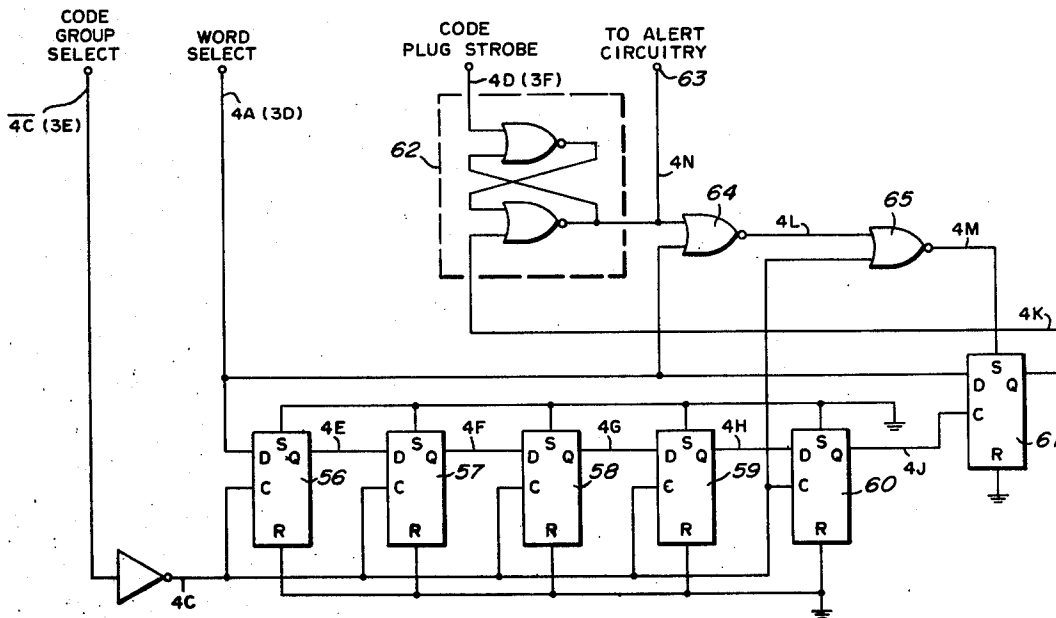 CODE
GROUP
SELECT
WORD
SELECT
CODE
PLUG STROBE
TO ALERT
CIRCUITRY
63
4C (3E)
4A (3D)
4D (3F)
62
4N
64
4L
65
4M
4K
S
D Q
C
R
61
4E
4F
4G
4H
4J
S
D Q
C
R
56
S
D Q
C
R
57
S
D Q
C
R
58
S
D Q
C
R
59
S
D Q
C
R
60
4C